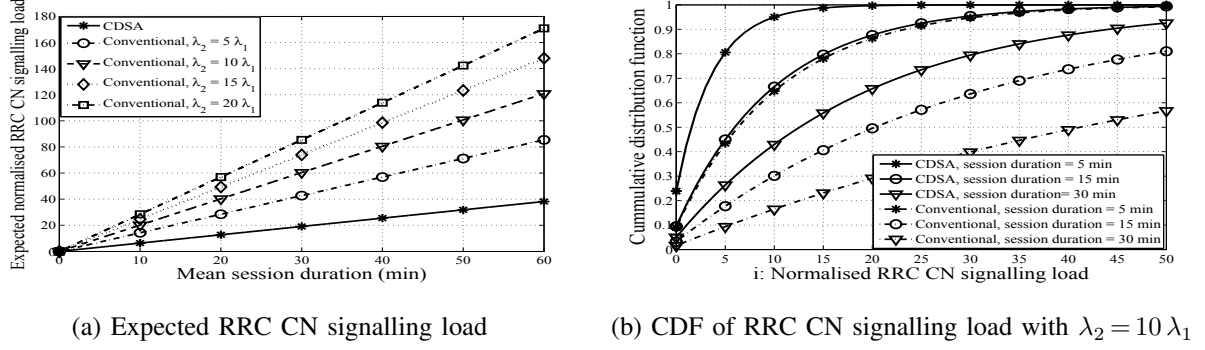 Expected normalised RRC CN signalling load
180
160
140
120
100
80
60
40
20
0
CDSA
Conventional, λ2 = 5 λ1
Conventional, λ2 = 10 λ1
Conventional, λ2 = 15 λ1
Conventional, λ2 = 20 λ1
0 10 20 30 40 50 60
Mean session duration (min)
(a) Expected RRC CN signalling load
Cummulative distribution function
1
0.9
0.8
0.7
0.6
0.5
0.4
0.3
0.2
0.1
0
CDSA, session duration = 5 min
CDSA, session duration = 15 min
CDSA, session duration= 30 min
Conventional, session duration = 5 min
Conventional, session duration = 15 min
Conventional, session duration = 30 min
0 5 10 15 20 25 30 35 40 45 50
i: Normalised RRC CN signalling load
(b) CDF of RRC CN signalling load with λ2 = 10 λ1